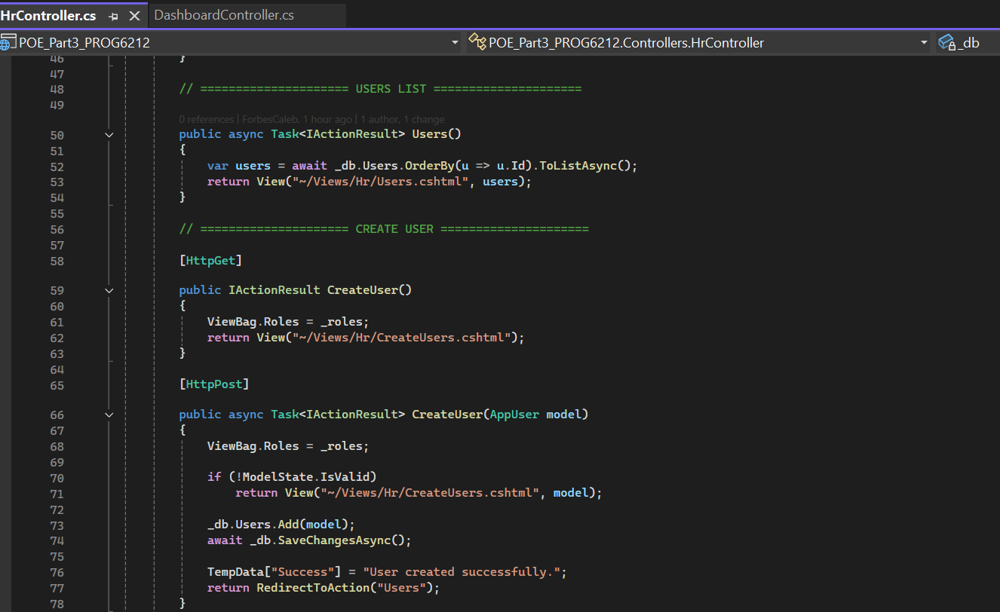 HrController.cs
DashboardController.cs
POE_Part3_PROG6212
POE_Part3_PROG6212.Controllers.HrController
_db
46 }
47
48 // ===================== USERS LIST =====================
49
0 references | ForbesCaleb, 1 hour ago | 1 author, 1 change
50 public async Task<IActionResult> Users()
51 {
52 var users = await _db.Users.OrderBy(u => u.Id).ToListAsync();
53 return View("~/Views/Hr/Users.cshtml", users);
54 }
55
56 // ===================== CREATE USER =====================
57
58 [HttpGet]
59 public IActionResult CreateUser()
60 {
61 ViewBag.Roles = _roles;
62 return View("~/Views/Hr/CreateUsers.cshtml");
63 }
64
65 [HttpPost]
66 public async Task<IActionResult> CreateUser(AppUser model)
67 {
68 ViewBag.Roles = _roles;
69
70 if (!ModelState.IsValid)
71 return View("~/Views/Hr/CreateUsers.cshtml", model);
72
73 _db.Users.Add(model);
74 await _db.SaveChangesAsync();
75
76 TempData["Success"] = "User created successfully.";
77 return RedirectToAction("Users");
78 }